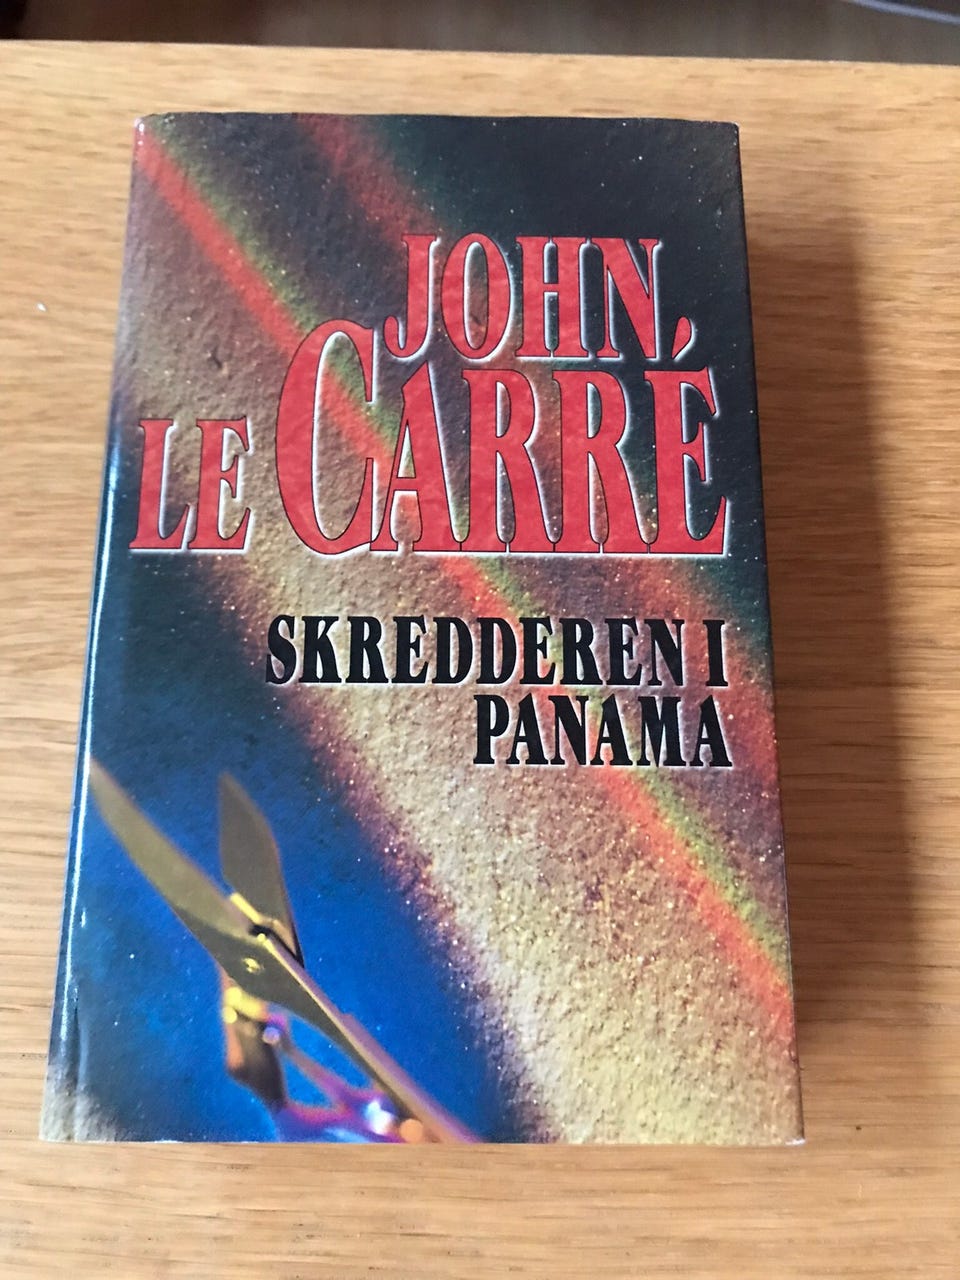 JOHN
LE CARRÉ
SKREDDEREN I
PANAMA